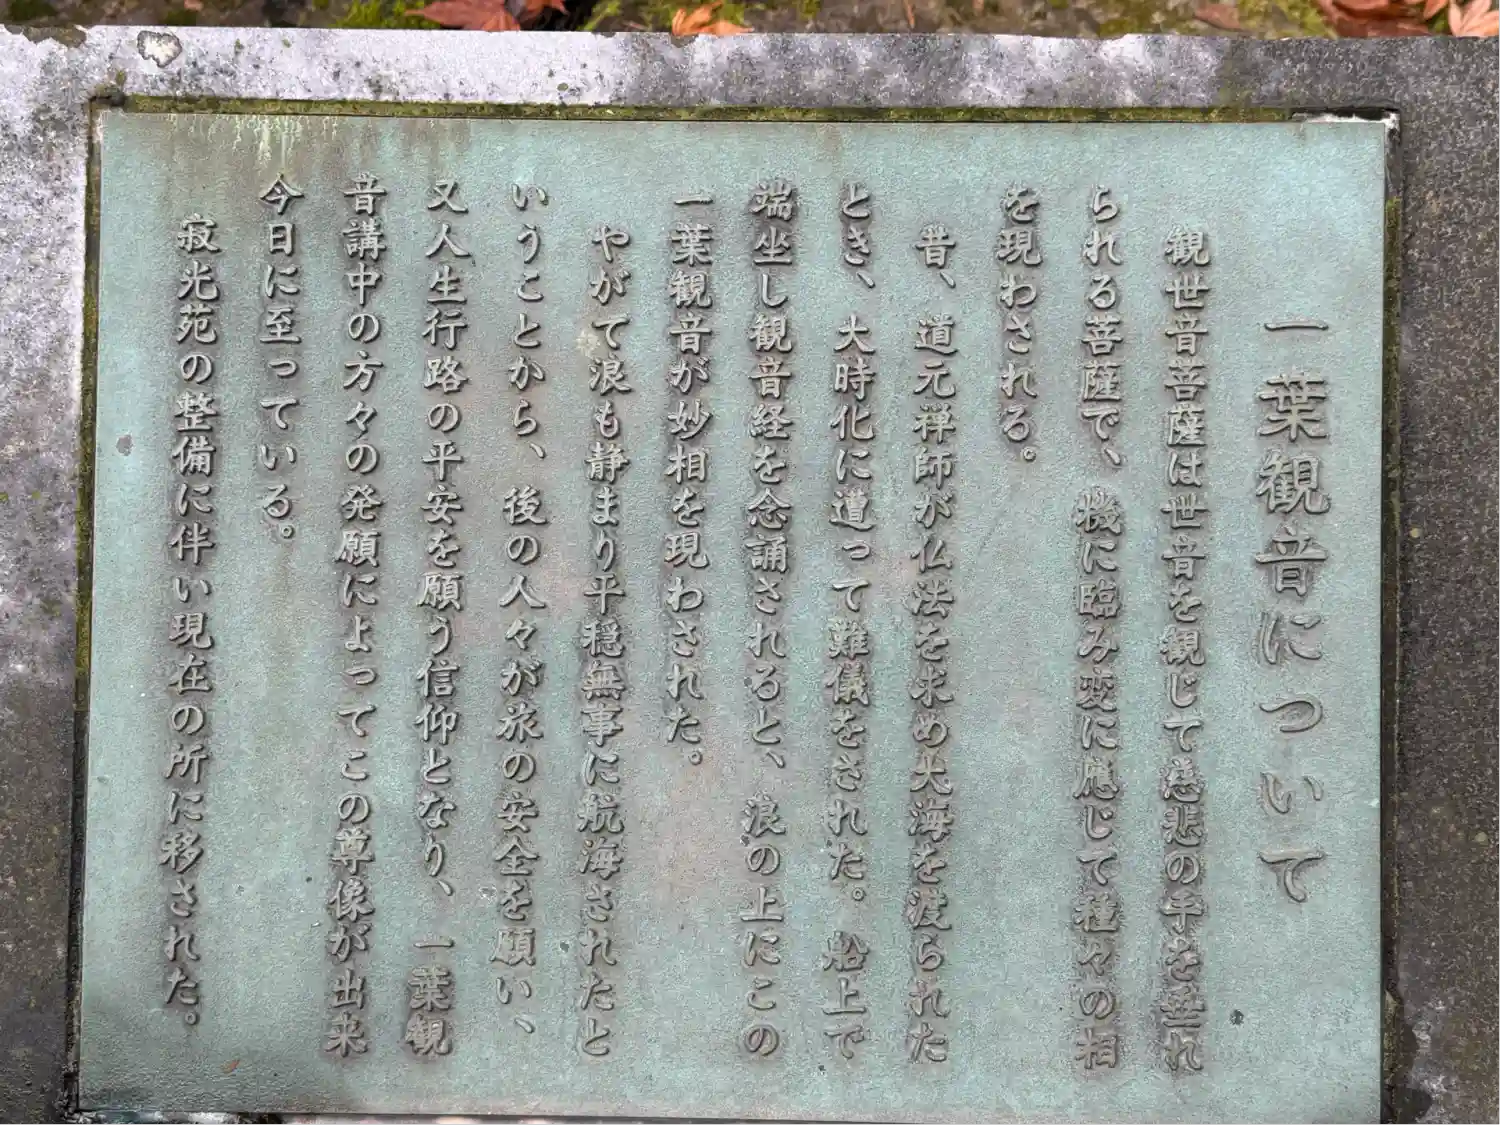 一葉観音について
観世音菩薩は世音を観じて慈悲の手を垂れ
られる菩薩で、機に臨み変に応じて種々の相
を現わされる。
昔、道元禅師が仏法を求め大海を渡られた
とき、大時化に遭って難儀をされた。船上で
端坐し観音経を念誦されると、浪の上にこの
一葉観音が妙相を現わされた。
やがて浪も静まり平穏無事に航海されたと
いうことから、後の人々が旅の安全を願い、
又人生行路の平安を願う信仰となり、一葉観
音講中の方々の発願によってこの尊像が出来
今日に至っている。
寂光苑の整備に伴い現在の所に移された。